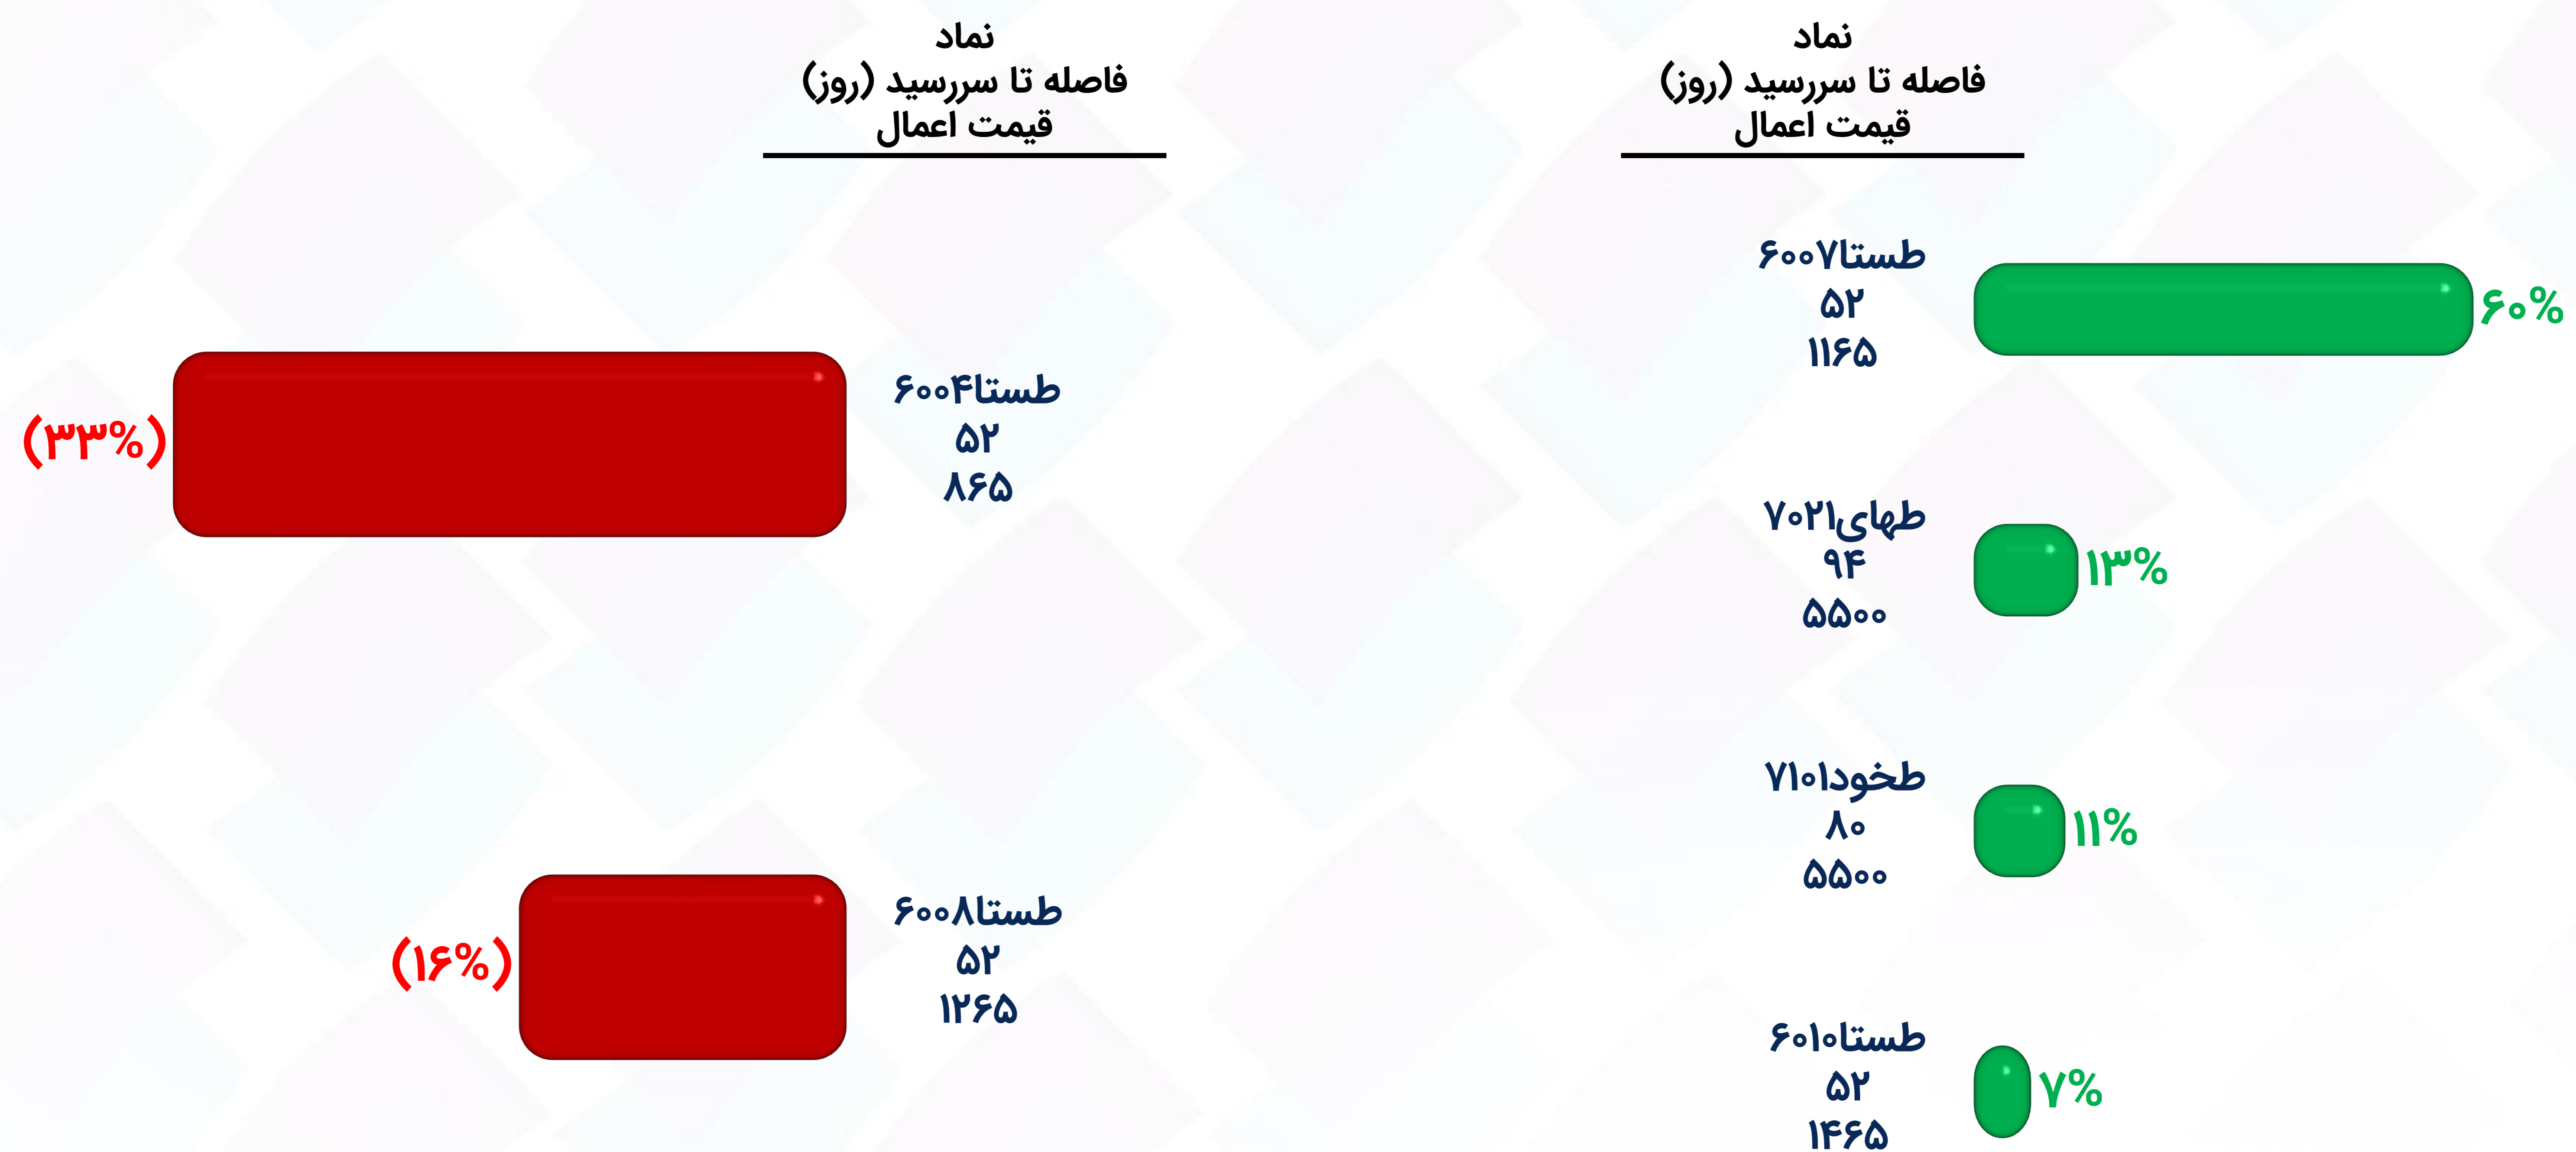 نماد
فاصله تا سررسید (روز)
قیمت اعمال
طستا۶۰۰۷
۵۲
۱۱۶۵
۶۰%
طهای۷۰۲۱
۹۴
۵۵۰۰
۱۳%
طخود۷۱۰۱
۸۰
۵۵۰۰
۱۱%
طستا۶۰۱۰
۵۲
۱۴۶۵
۷%
نماد
فاصله تا سررسید (روز)
قیمت اعمال
طستا۶۰۰۴
۵۲
۸۶۵
(۳۳%)
طستا۶۰۰۸
۵۲
۱۲۶۵
(۱۶%)